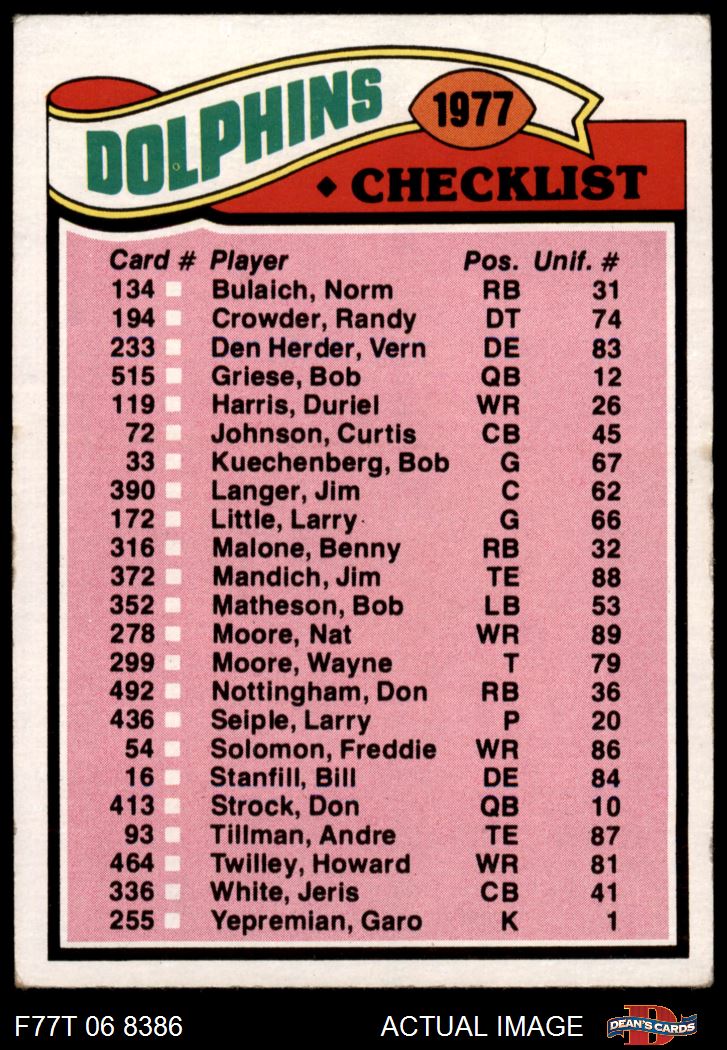 DOLPHINS
1977
♦ CHECKLIST
Card # Player Pos. Unif. #
134 Bulaich, Norm RB 31
194 Crowder, Randy DT 74
233 Den Herder, Vern DE 83
515 Griese, Bob QB 12
119 Harris, Duriel WR 26
72 Johnson, Curtis CB 45
33 Kuechenberg, Bob G 67
390 Langer, Jim C 62
172 Little, Larry G 66
316 Malone, Benny RB 32
372 Mandich, Jim TE 88
352 Matheson, Bob LB 53
278 Moore, Nat WR 89
299 Moore, Wayne T 79
492 Nottingham, Don RB 36
436 Seiple, Larry P 20
54 Solomon, Freddie WR 86
16 Stanfill, Bill DE 84
413 Strock, Don QB 10
93 Tillman, Andre TE 87
464 Twilley, Howard WR 81
336 White, Jeris CB 41
255 Yepremian, Garo K 1
F77T 06 8386 ACTUAL IMAGE
D
DEAN'S CARDS